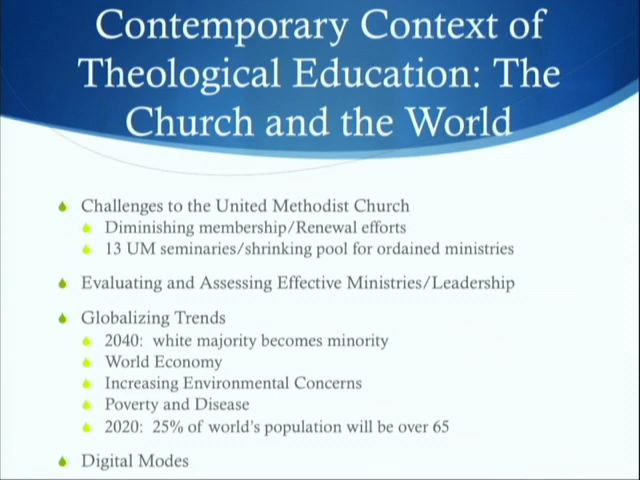 Contemporary Context of
Theological Education: The
Church and the World
Challenges to the United Methodist Church
Diminishing membership/Renewal efforts
13 UM seminaries/shrinking pool for ordained ministries
Evaluating and Assessing Effective Ministries/Leadership
Globalizing Trends
2040: white majority becomes minority
World Economy
Increasing Environmental Concerns
Poverty and Disease
2020: 25% of world's population will be over 65
Digital Modes